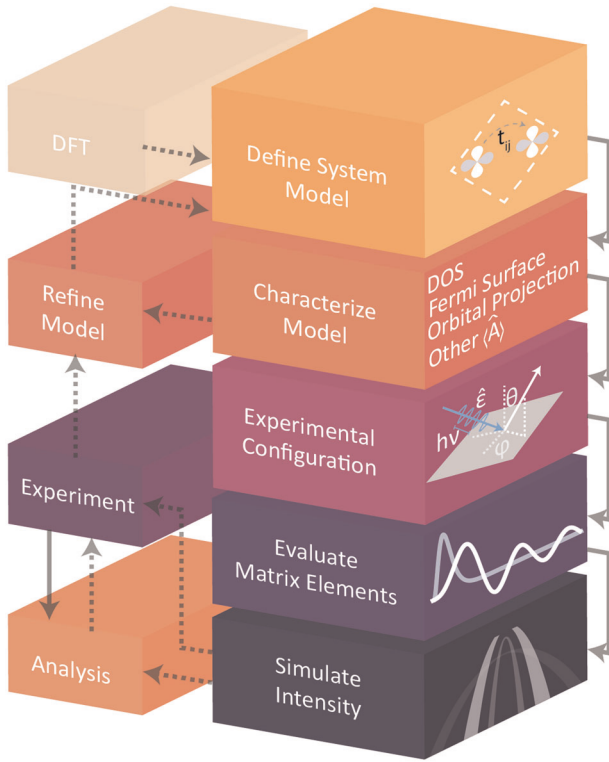 DFT
Define System
Model
t_ij
Refine
Model
Characterize
Model
DOS
Fermi Surface
Orbital Projection
Other ⟨Â⟩
Experimental
Configuration
hν
ε̂
θ
φ
Experiment
Evaluate
Matrix Elements
Analysis
Simulate
Intensity